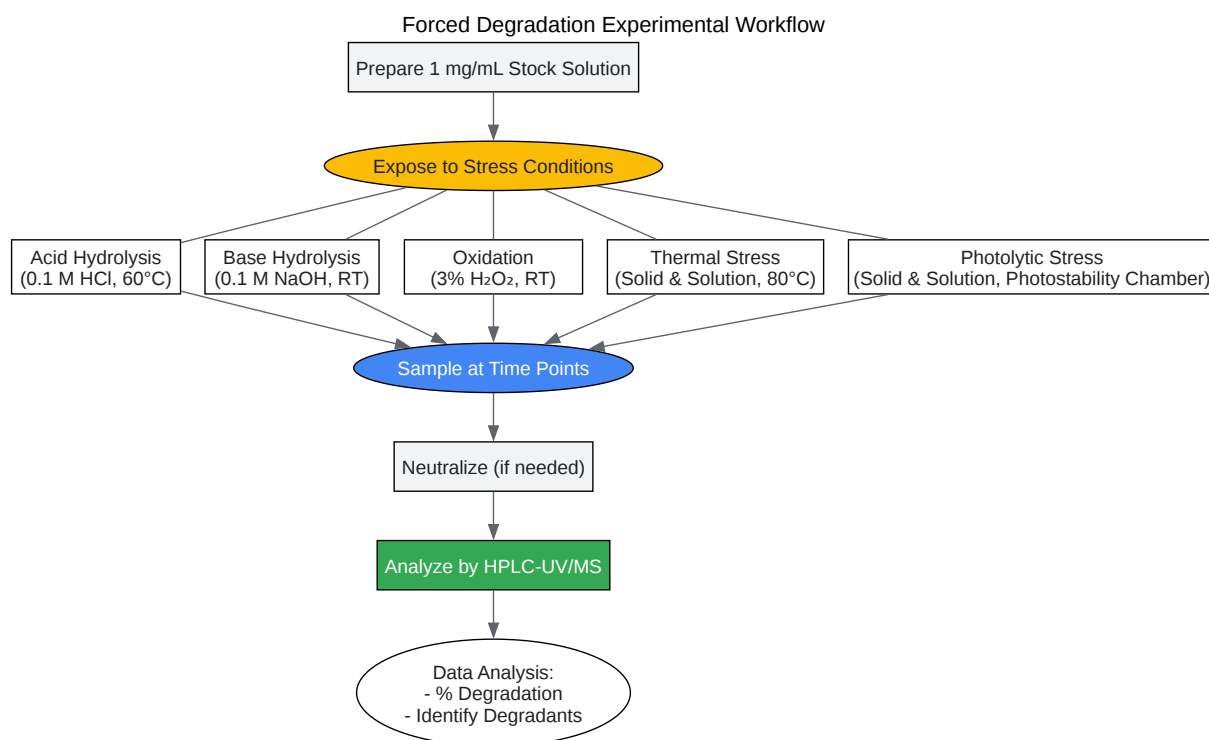 Forced Degradation Experimental Workflow
Prepare 1 mg/mL Stock Solution
Expose to Stress Conditions
Acid Hydrolysis
(0.1 M HCl, 60°C)
Base Hydrolysis
(0.1 M NaOH, RT)
Oxidation
(3% H₂O₂, RT)
Thermal Stress
(Solid & Solution, 80°C)
Photolytic Stress
(Solid & Solution, Photostability Chamber)
Sample at Time Points
Neutralize (if needed)
Analyze by HPLC-UV/MS
Data Analysis:
- % Degradation
- Identify Degradants